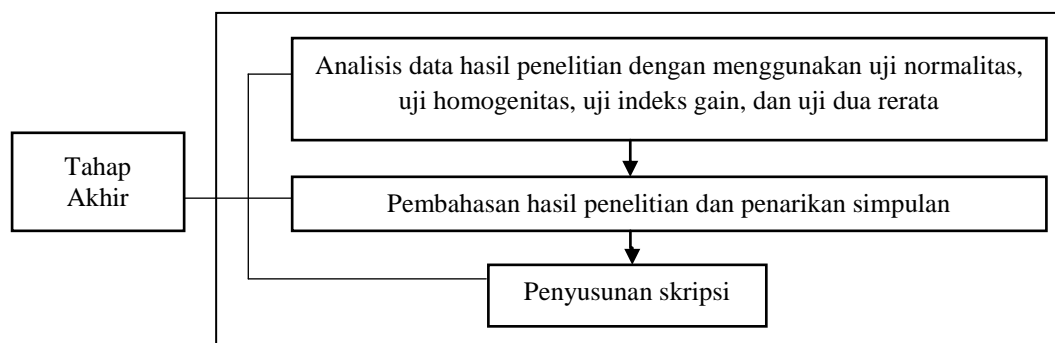 Analisis data hasil penelitian dengan menggunakan uji normalitas,
uji homogenitas, uji indeks gain, dan uji dua rerata
Tahap
Akhir
Pembahasan hasil penelitian dan penarikan simpulan
Penyusunan skripsi